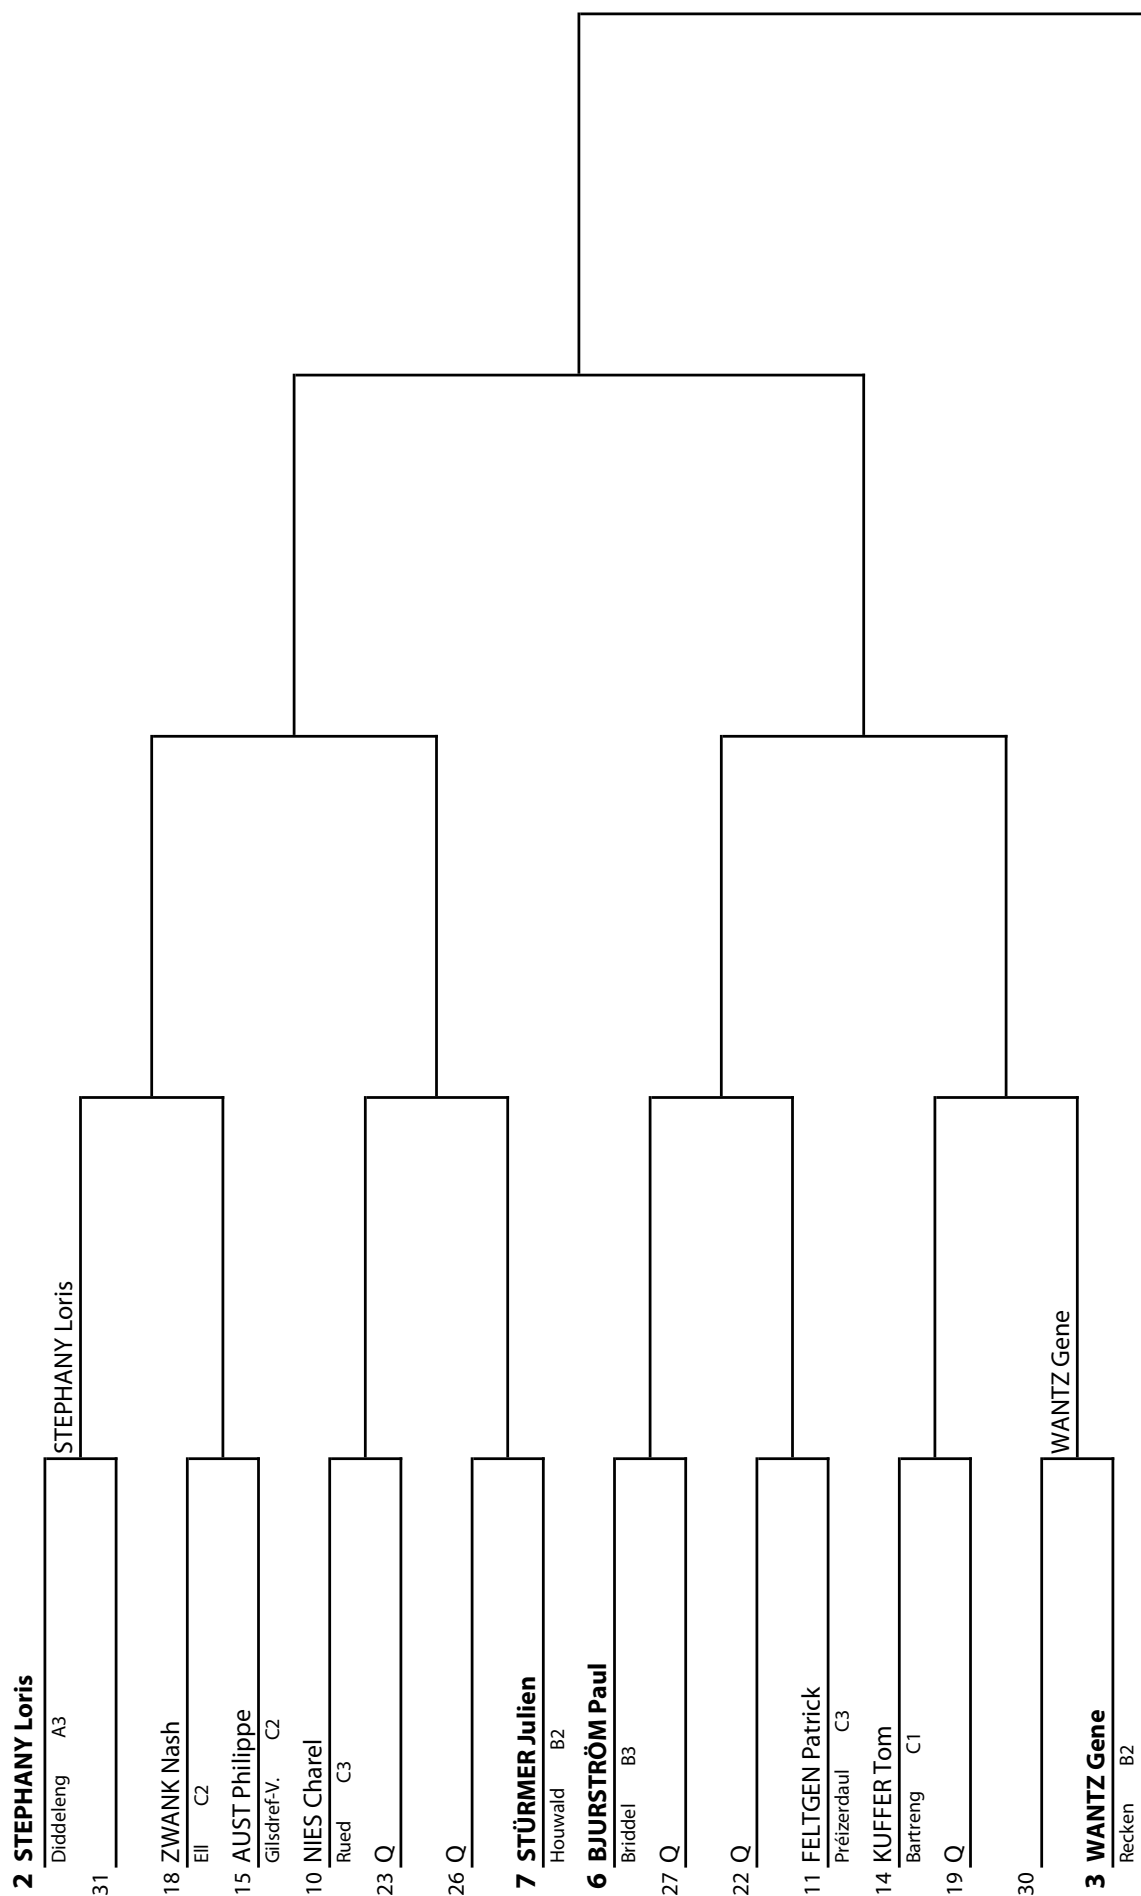 2 STEPHANY Loris
Diddeleng A3
STEPHANY Loris
31
18 ZWANK Nash
Ell C2
15 AUST Philippe
Gilsdref-V. C2
10 NIES Charel
Rued C3
23 Q
26 Q
7 STÜRMER Julien
Houwald B2
6 BJURSTRÖM Paul
Briddel B3
27 Q
22 Q
11 FELTGEN Patrick
Préizerdaul C3
14 KUFFER Tom
Bartreng C1
19 Q
30
WANTZ Gene
3 WANTZ Gene
Recken B2